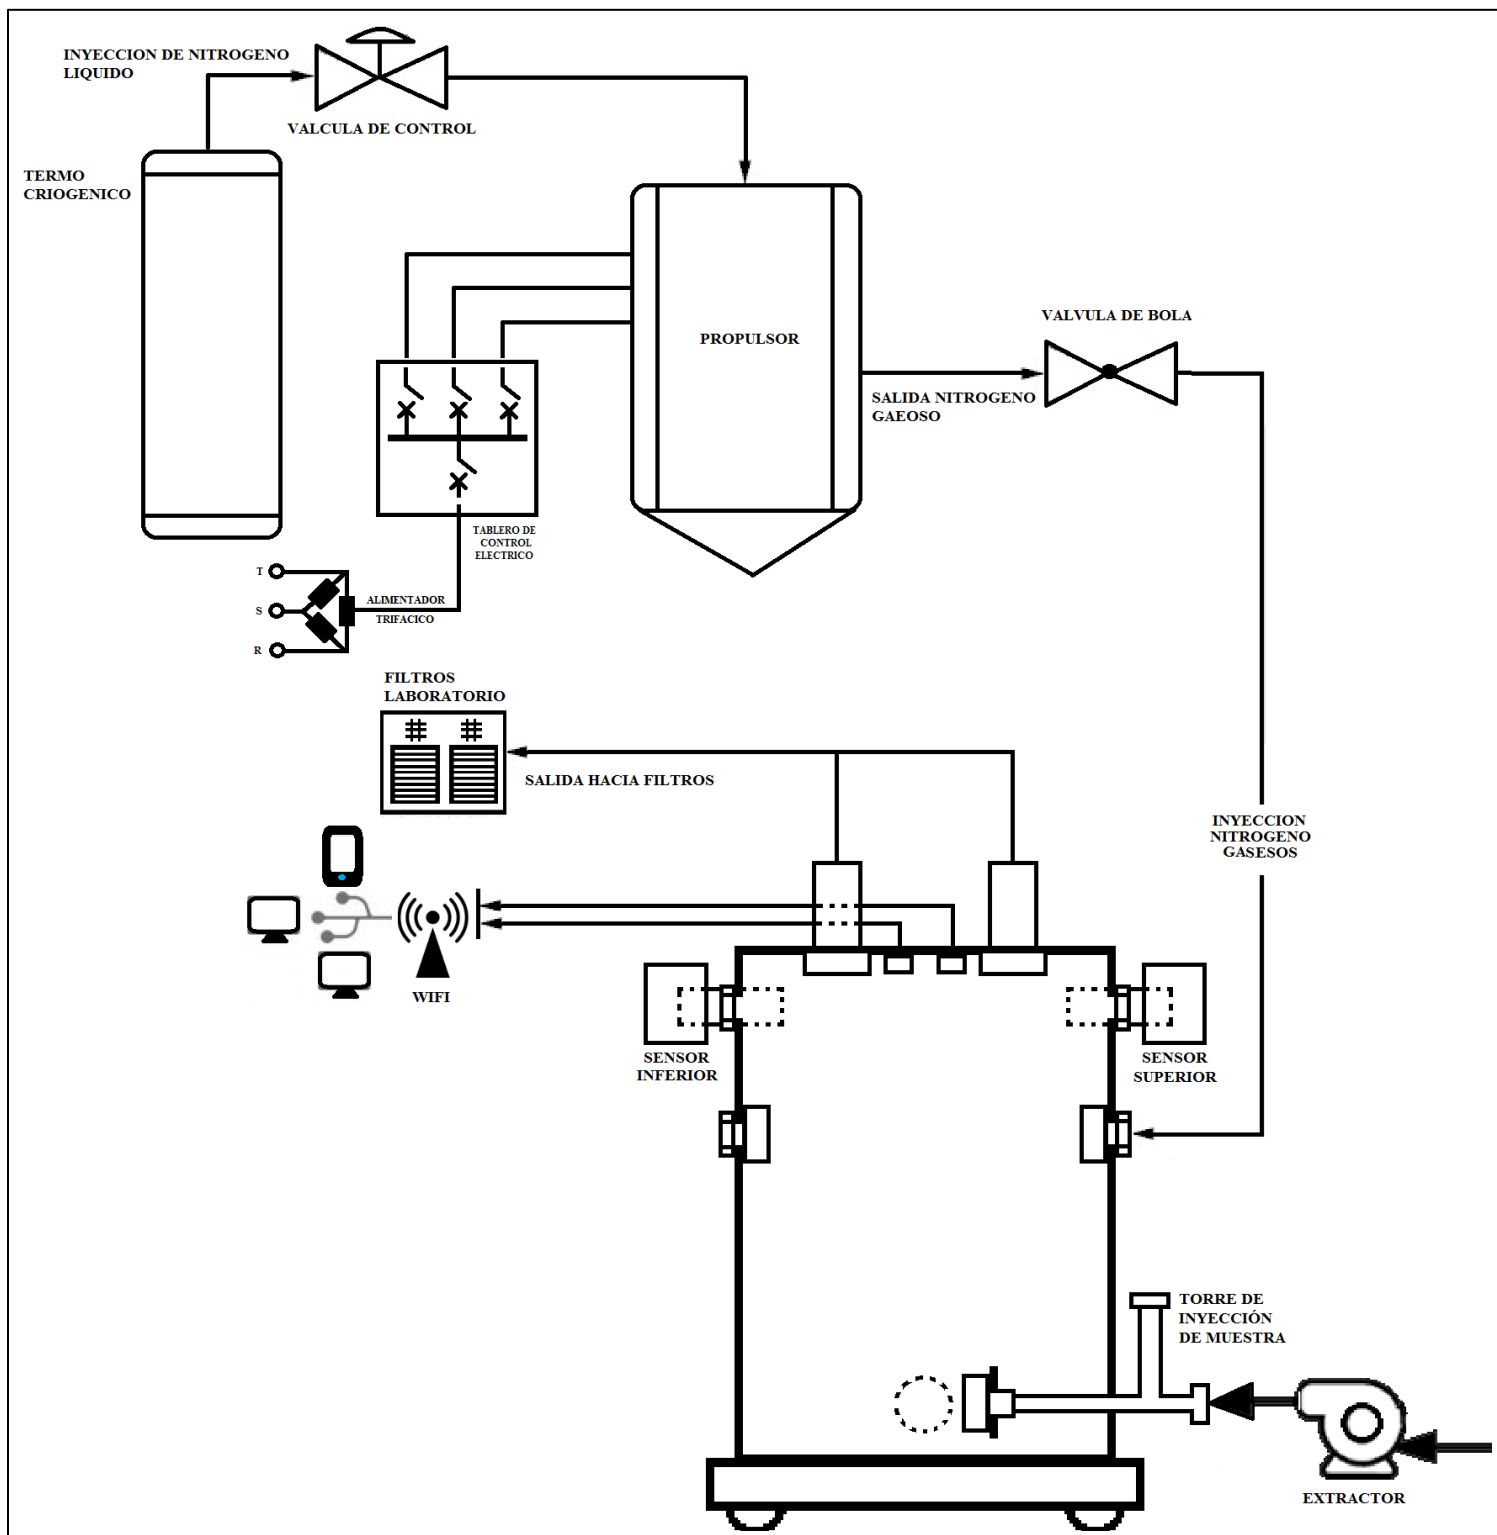 INYECCION DE NITROGENO
LIQUIDO
VALCULA DE CONTROL
TERMO
CRIOGENICO
PROPULSOR
VALVULA DE BOLA
SALIDA NITROGENO
GAEOSO
TABLERO DE
CONTROL
ELECTRICO
T
S
R
ALIMENTADOR
TRIFACICO
FILTROS
LABORATORIO
SALIDA HACIA FILTROS
INYECCION
NITROGENO
GASESOS
WIFI
SENSOR
INFERIOR
SENSOR
SUPERIOR
TORRE DE
INYECCIÓN
DE MUESTRA
EXTRACTOR